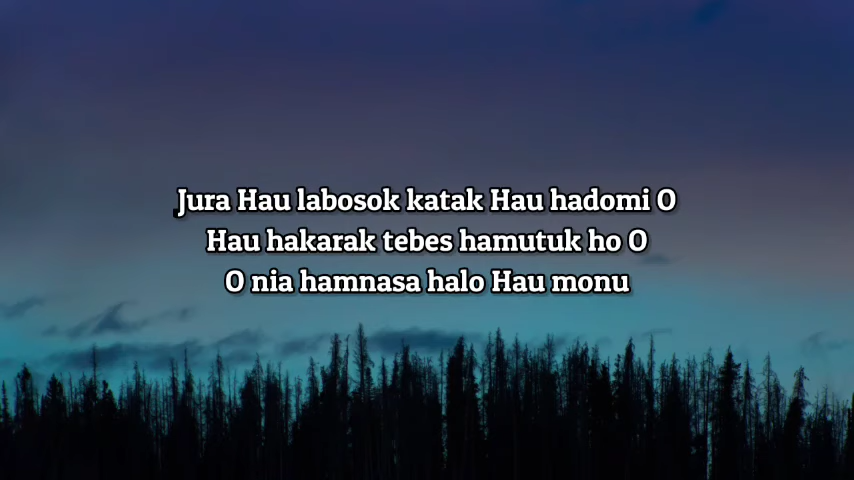 Jura Hau labosok katak Hau hadomi O
Hau hakarak tebes hamutuk ho O
O nia hamnasa halo Hau monu